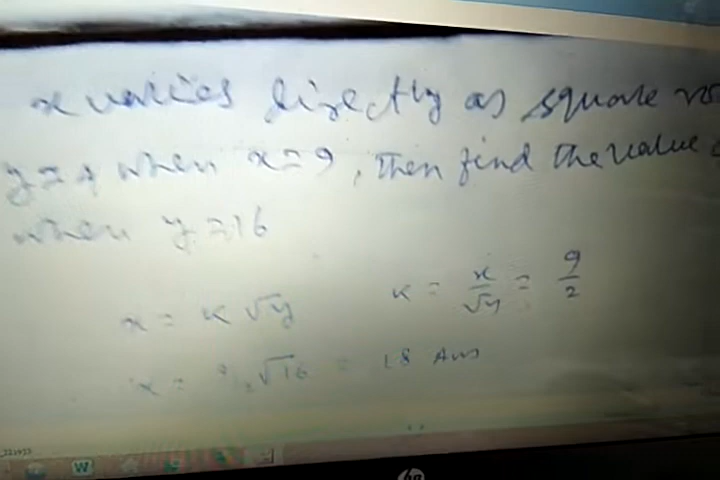 x varies directly as square
y = 4 when x = 9, then find the value
when y = 16
x = K √y K = x/√y = 9/2
x = 9/2 √16 = 18 Ans
W
hp